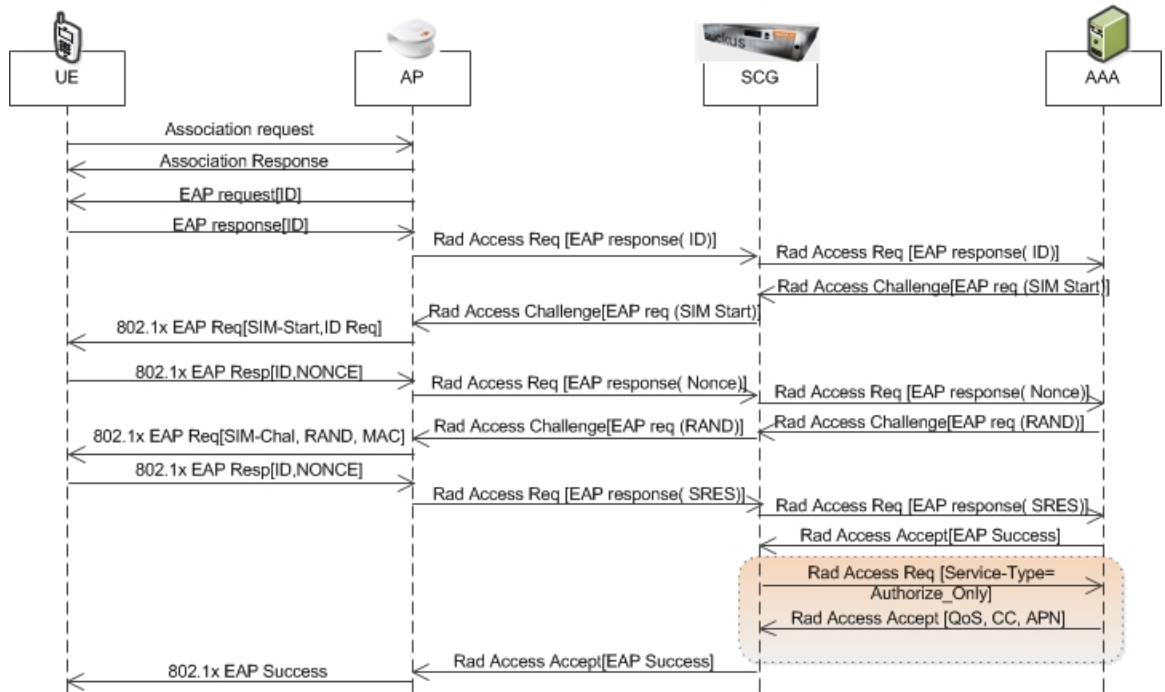 UE
AP
uckus
SCG
AAA
Association request
Association Response
EAP request[ID]
EAP response[ID]
Rad Access Req [EAP response( ID)]
Rad Access Req [EAP response( ID)]
Rad Access Challenge[EAP req (SIM Start)]
Rad Access Challenge[EAP req (SIM Start)]
802.1x EAP Req[SIM-Start,ID Req]
802.1x EAP Resp[ID,NONCE]
Rad Access Req [EAP response( Nonce)]
Rad Access Req [EAP response( Nonce)]
Rad Access Challenge[EAP req (RAND)]
Rad Access Challenge[EAP req (RAND)]
802.1x EAP Req[SIM-Chal, RAND, MAC]
802.1x EAP Resp[ID,NONCE]
Rad Access Req [EAP response( SRES)]
Rad Access Req [EAP response( SRES)]
Rad Access Accept[EAP Success]
Rad Access Req [Service-Type=
Authorize_Only]
Rad Access Accept [QoS, CC, APN]
Rad Access Accept[EAP Success]
802.1x EAP Success